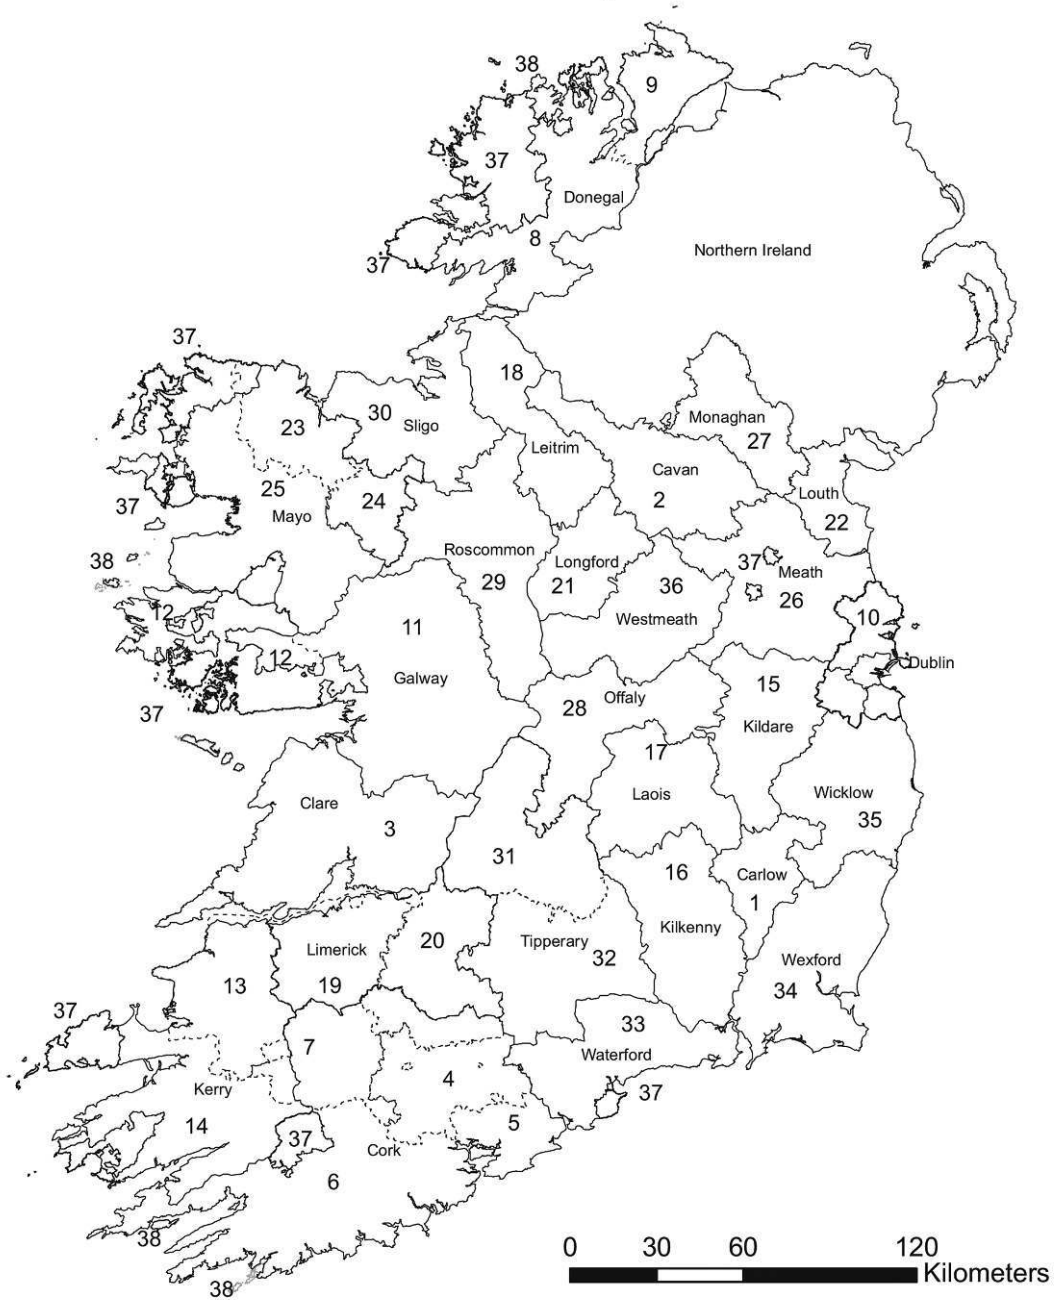 38
9
37
Donegal
8
Northern Ireland
37
37
18
30
Sligo
23
Monaghan
27
Leitrim
Cavan
2
25
Mayo
24
Louth
22
37
Roscommon
29
Longford
21
37
Meath
26
36
Westmeath
38
12
10
11
12
Dublin
Galway
15
Kildare
28
Offaly
37
17
Laois
Clare
3
Wicklow
35
31
16
Kilkenny
Carlow
1
Limerick
19
20
Tipperary
32
Wexford
34
13
37
33
Waterford
7
4
37
Kerry
14
5
37
Cork
6
38
38
0 30 60 120
Kilometers